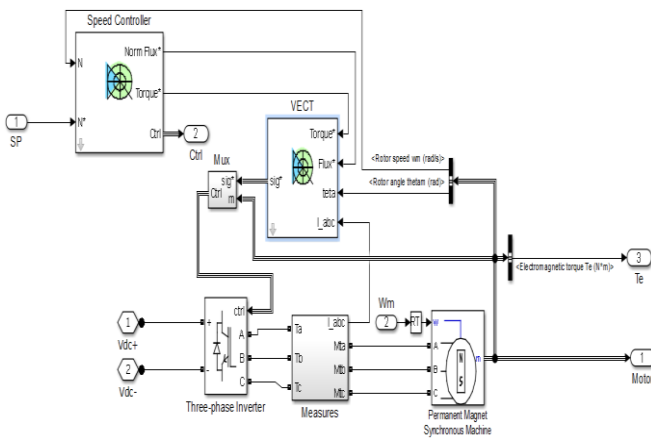 Speed Controller
N
Norm Flux*
Torque*
N*
Ctrl
1
SP
2
Ctrl
VECT
Torque*
Flux*
sig*
teta
I_abc
Mux
sig*
Ctrl
m
<Rotor speed wm (rad/s)>
<Rotor angle thetam (rad)>
<Electromagnetic torque Te (N*m)>
3
Te
1
Vdc+
2
Vdc-
ctrl
+
-
A
B
C
Three-phase Inverter
Ta
Tb
Tc
I_abc
Mta
Mtb
Mtc
Measures
Wm
2
RT
w
A
B
C
N
S
m
Permanent Magnet
Synchronous Machine
1
Motor